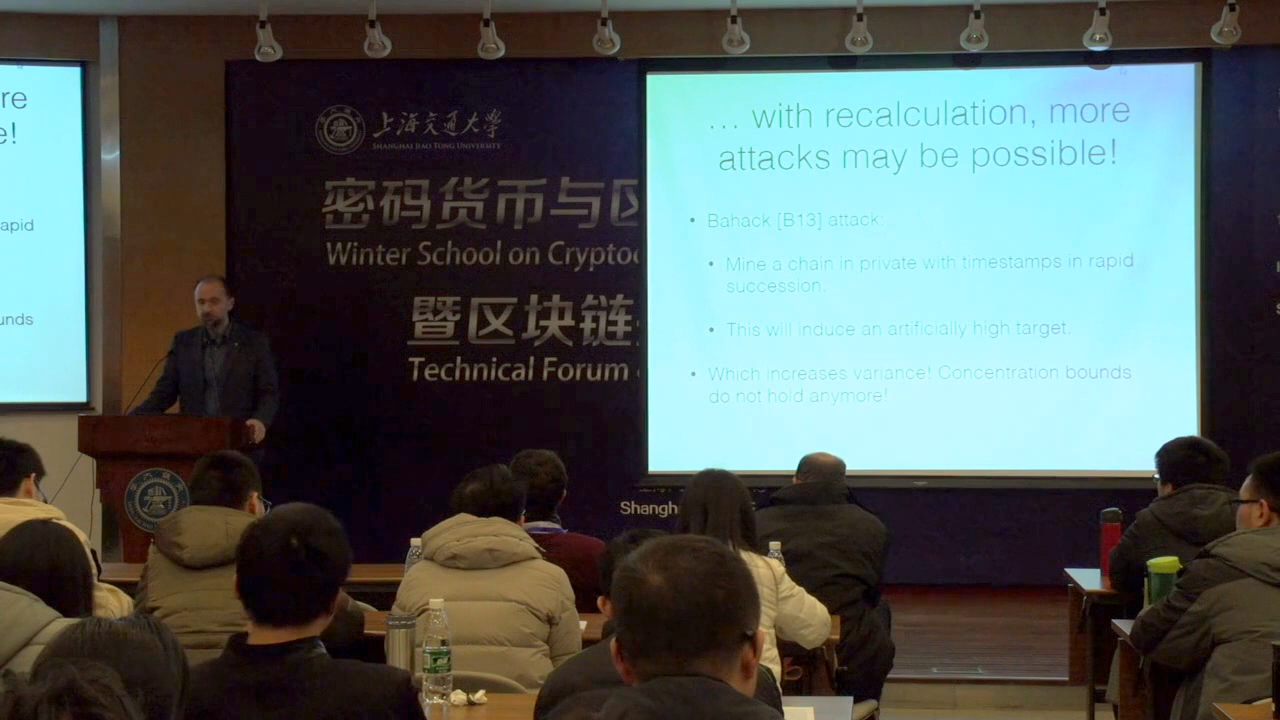 re
e!
apid
unds
上海交通大学
SHANGHAI JIAO TONG UNIVERSITY
密码货币与区
Winter School on Crypto
暨区块链
Technical Forum
Shangh
... with recalculation, more
attacks may be possible!
• Bahack [B13] attack:
• Mine a chain in private with timestamps in rapid
succession.
• This will induce an artificially high target.
• Which increases variance! Concentration bounds
do not hold anymore!